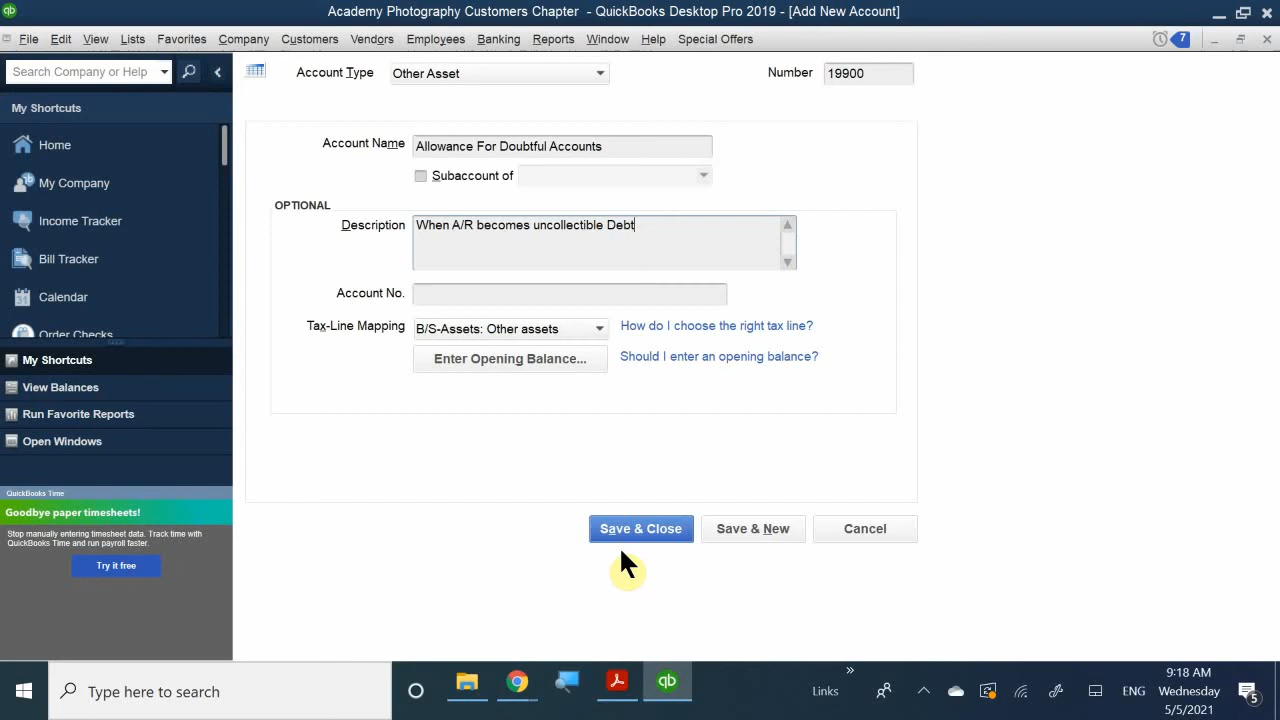 qb Academy Photography Customers Chapter - QuickBooks Desktop Pro 2019 - [Add New Account]
File Edit View Lists Favorites Company Customers Vendors Employees Banking Reports Window Help Special Offers 7
Search Company or Help
Account Type Other Asset Number 19900
My Shortcuts
Home
My Company
Income Tracker
Bill Tracker
Calendar
Order Checks
My Shortcuts
View Balances
Run Favorite Reports
Open Windows
QuickBooks Time
Goodbye paper timesheets!
Stop manually entering timesheet data. Track time with
QuickBooks Time and run payroll faster.
Try it free
Account Name Allowance For Doubtful Accounts
Subaccount of
OPTIONAL
Description When A/R becomes uncollectible Debt
Account No.
Tax-Line Mapping B/S-Assets: Other assets How do I choose the right tax line?
Enter Opening Balance... Should I enter an opening balance?
Save & Close Save & New Cancel
Type here to search
qb
Links
»
ENG
9:18 AM
Wednesday
5/5/2021
5